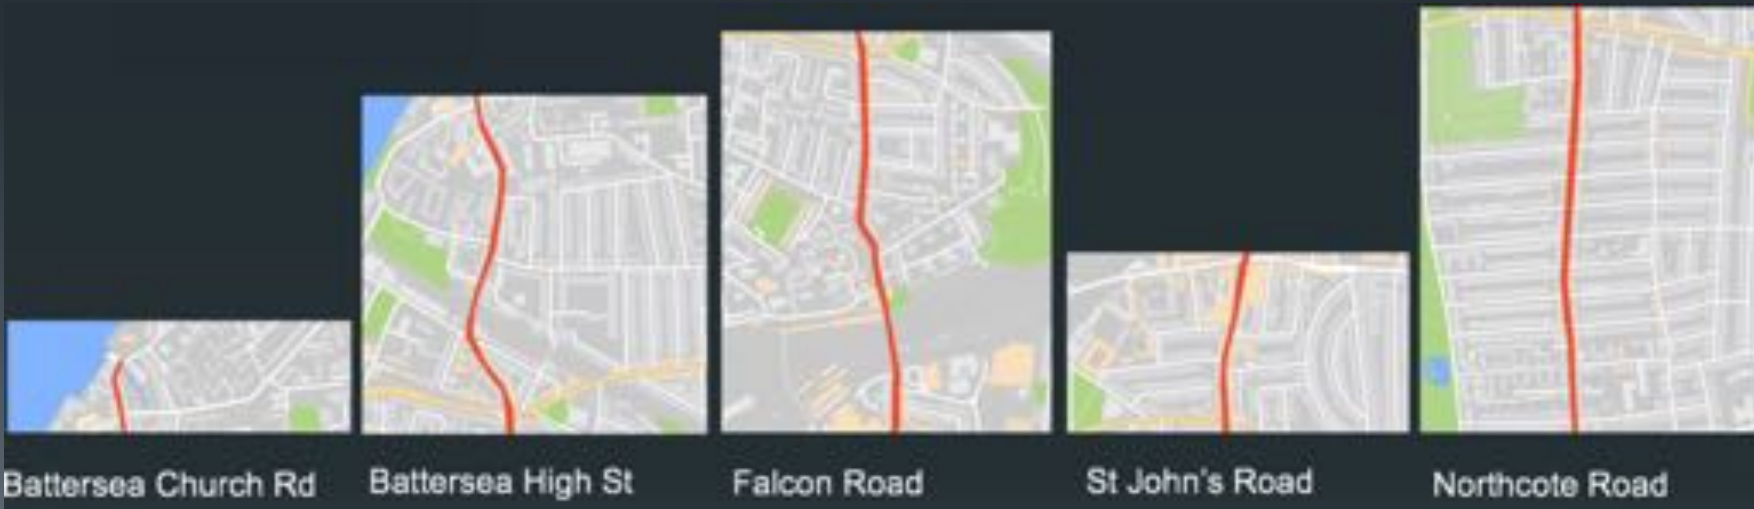 Battersea Church Rd
Battersea High St
Falcon Road
St John's Road
Northcote Road